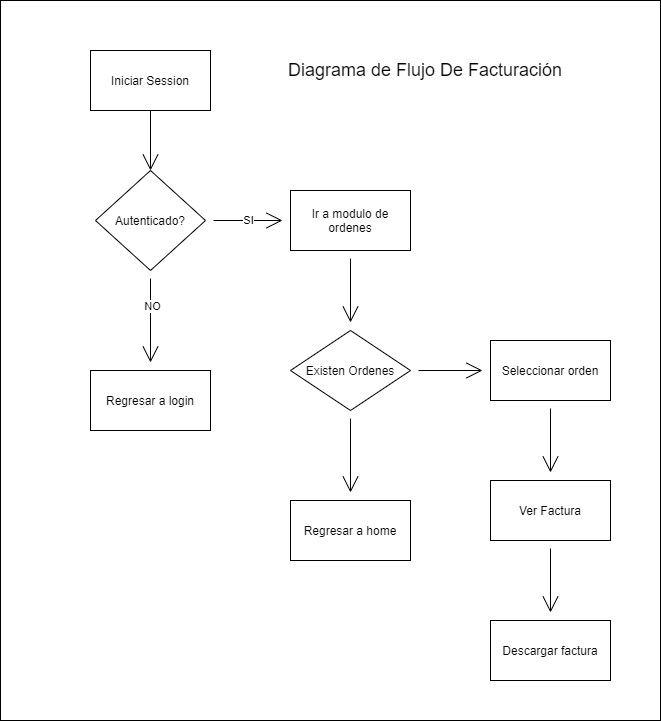 Diagrama de Flujo De Facturación
Iniciar Session
Autenticado?
SI
Ir a modulo de
ordenes
NO
Regresar a login
Existen Ordenes
Seleccionar orden
Regresar a home
Ver Factura
Descargar factura